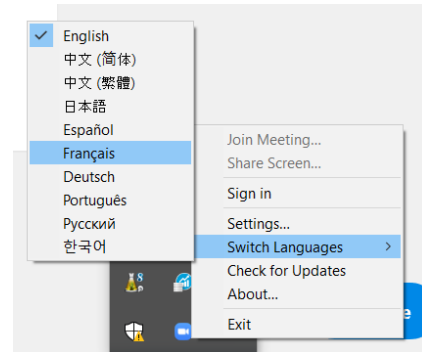 English
中文 (简体)
中文 (繁體)
日本語
Español
Français
Deutsch
Português
Русский
한국어
Join Meeting...
Share Screen...
Sign in
Settings...
Switch Languages
Check for Updates
About...
Exit
e